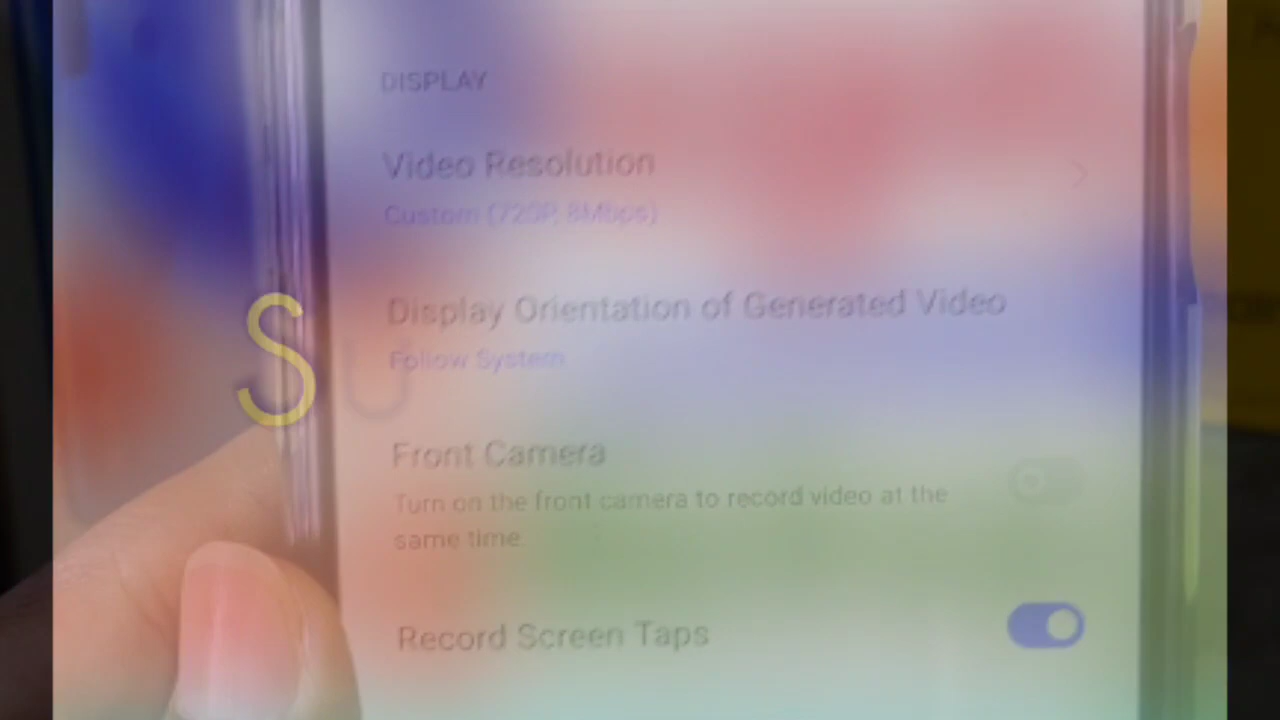 DISPLAY
Video Resolution
Custom (720P, 8Mbps)
Display Orientation of Generated Video
Follow System
SU
Front Camera
Turn on the front camera to record video at the
same time.
Record Screen Taps